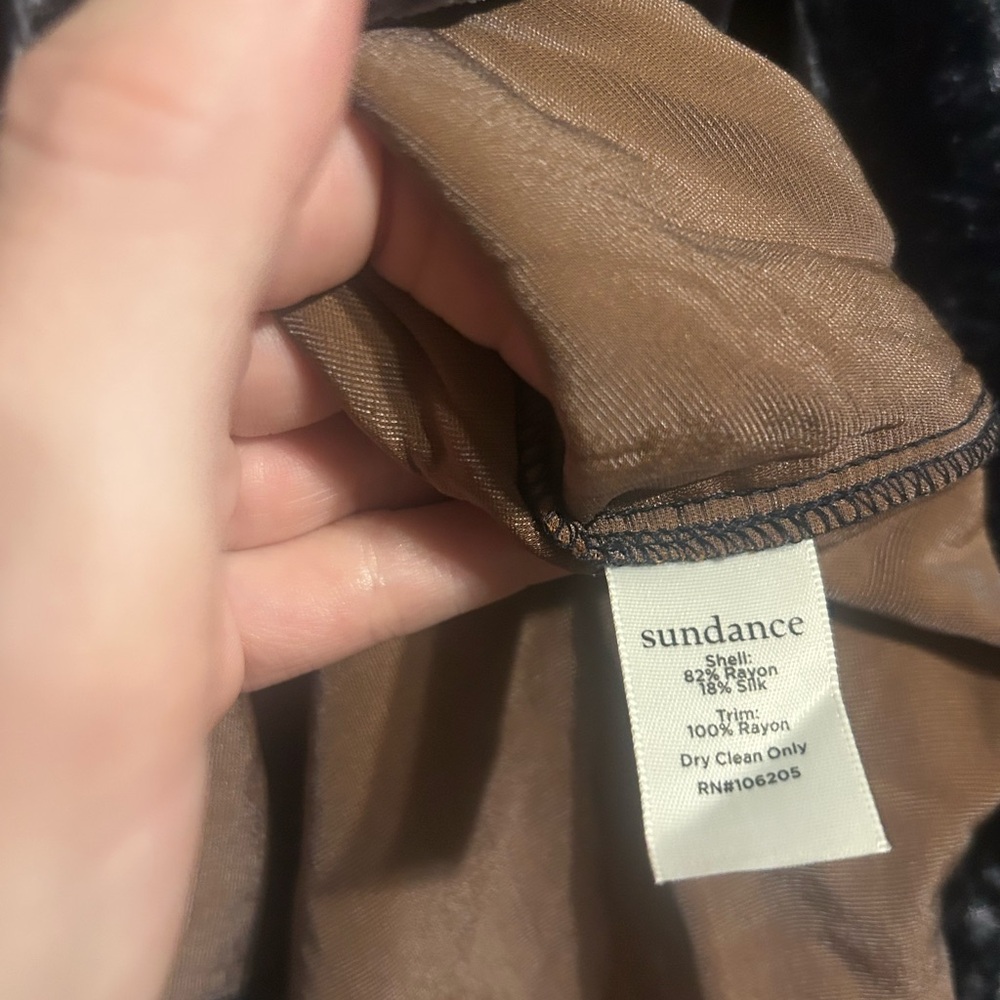 sundance
Shell:
82% Rayon
18% Silk
Trim:
100% Rayon
Dry Clean Only
RN#106205